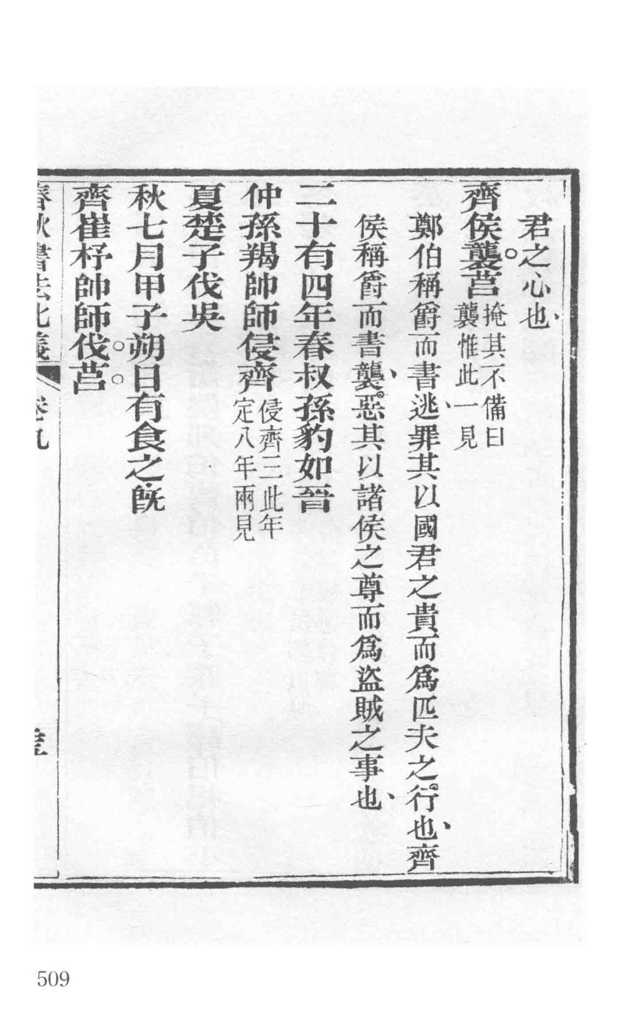 君之心也、
齊侯襲莒。掩其不備曰
襲惟此一見
鄭伯稱爵而書逃、罪其以國君之貴、而爲匹夫之行也、齊
侯稱爵而書襲、惡其以諸侯之尊而爲盜賊之事也、
二十有四年春叔孫豹如晉
仲孫羯帥師侵齊侵齊三此年
定八年兩見
夏楚子伐吳
秋七月甲子朔日有食之旣
齊崔杼帥師伐莒
春秋書法比義 卷九
509